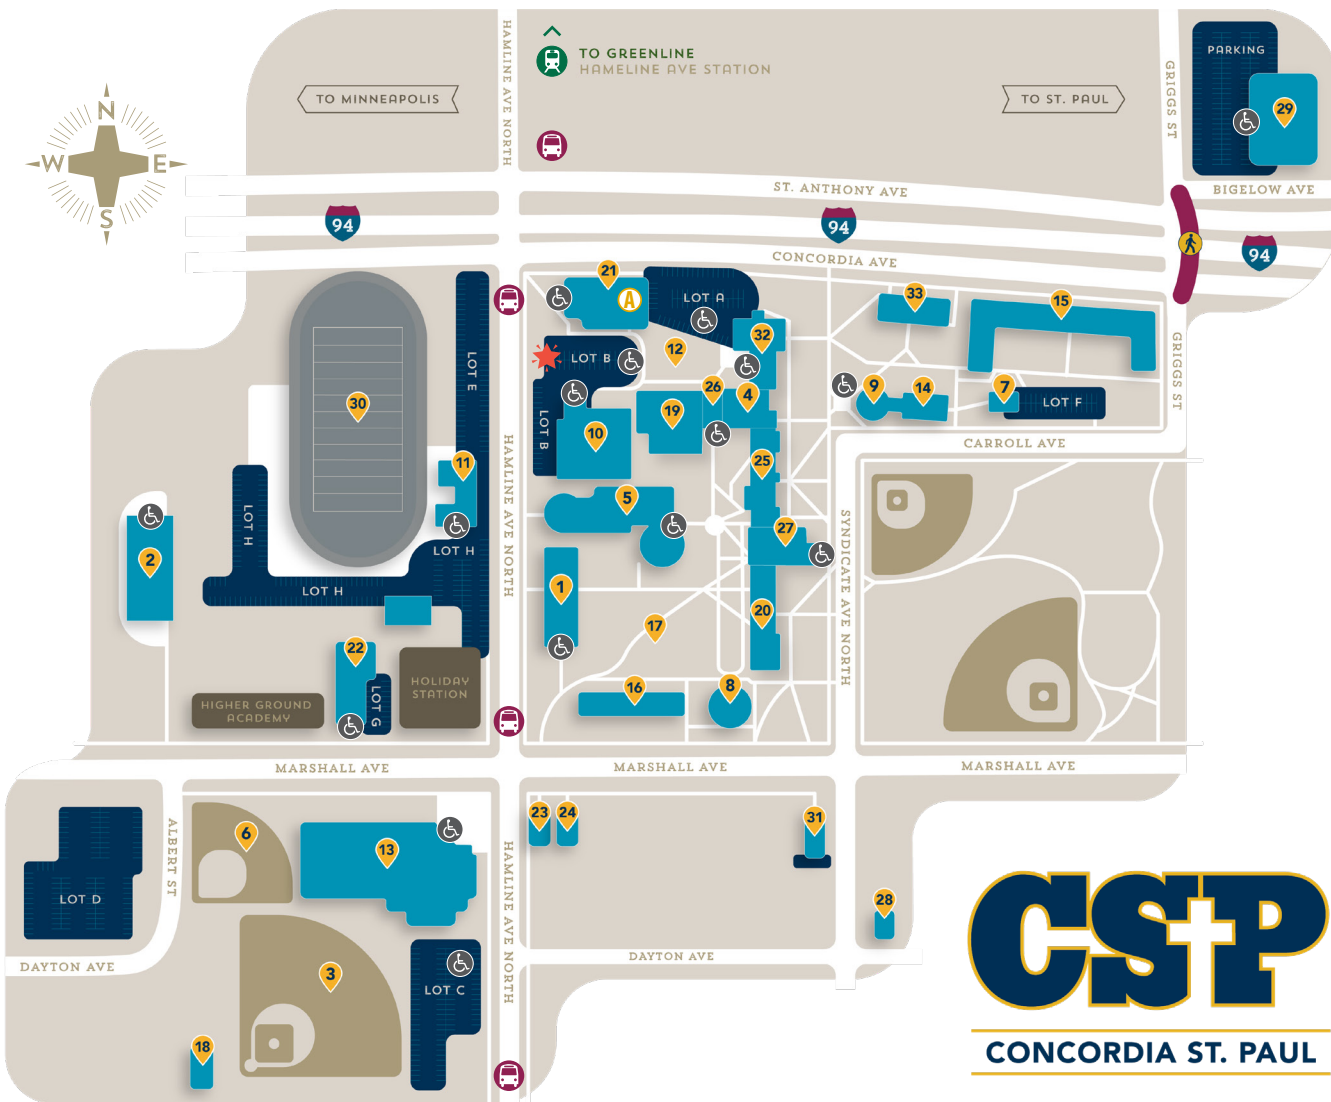 HAMLINE AVE NORTH
TO GREENLINE
HAMELINE AVE STATION
TO MINNEAPOLIS
TO ST. PAUL
GRIGGS ST
PARKING
29
N
W
E
S
ST. ANTHONY AVE
BIGELOW AVE
94
94
94
CONCORDIA AVE
21
A
LOT A
33
15
32
12
LOT B
LOT E
30
26
4
19
9
14
7
LOT F
GRIGGS ST
LOT B
10
CARROLL AVE
11
25
HAMLINE AVE NORTH
5
LOT H
LOT H
2
27
SYNDICATE AVE NORTH
LOT H
1
20
17
22
HOLIDAY
STATION
HIGHER GROUND
ACADEMY
LOT G
16
8
MARSHALL AVE
MARSHALL AVE
MARSHALL AVE
ALBERT ST
6
13
23
24
31
HAMLINE AVE NORTH
LOT D
28
DAYTON AVE
DAYTON AVE
3
LOT C
18
CSP
CONCORDIA ST. PAUL